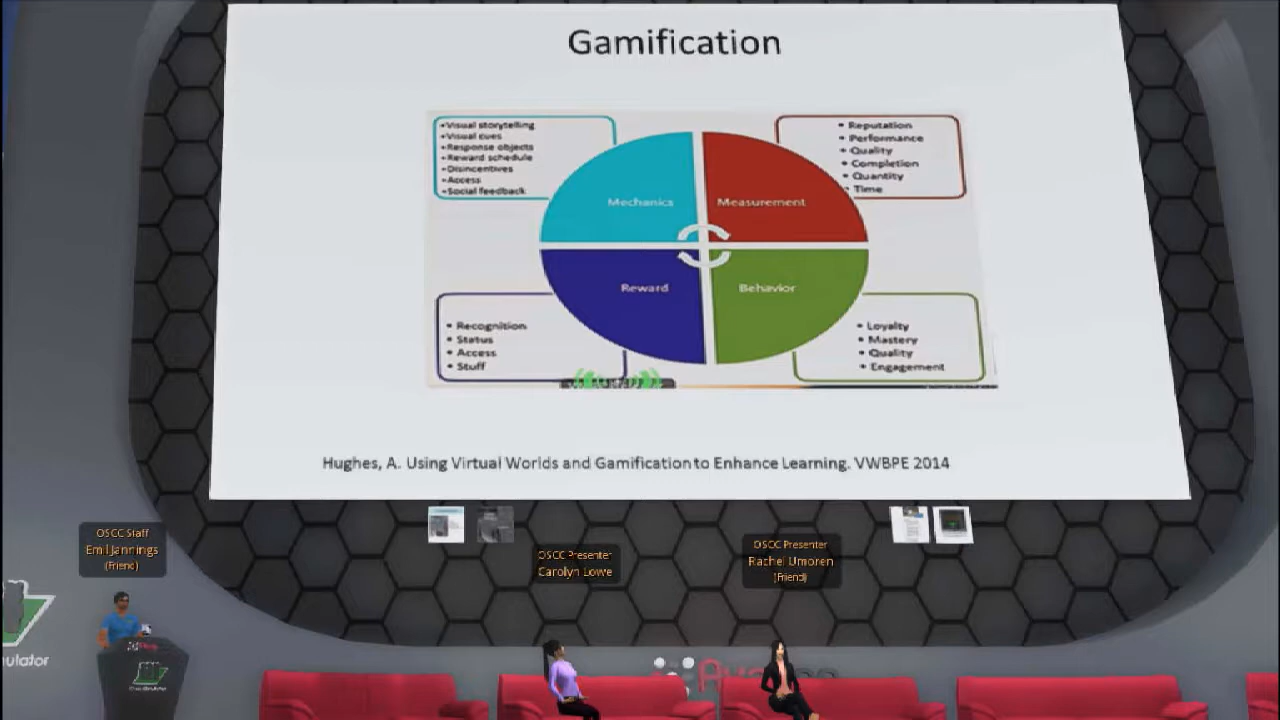 Gamification
•Visual storytelling
•Visual cues
•Response objects
•Reward schedule
•Disincentives
•Access
•Social feedback
• Reputation
• Performance
• Quality
• Completion
• Quantity
• Time
Mechanics
Measurement
Reward
Behavior
• Recognition
• Status
• Access
• Stuff
• Loyalty
• Mastery
• Quality
• Engagement
Hughes, A. Using Virtual Worlds and Gamification to Enhance Learning. VWBPE 2014
OSCC Staff
Emil Jannings
(Friend)
OSCC Presenter
Carolyn Lowe
OSCC Presenter
Rachel Umoren
(Friend)
ulator